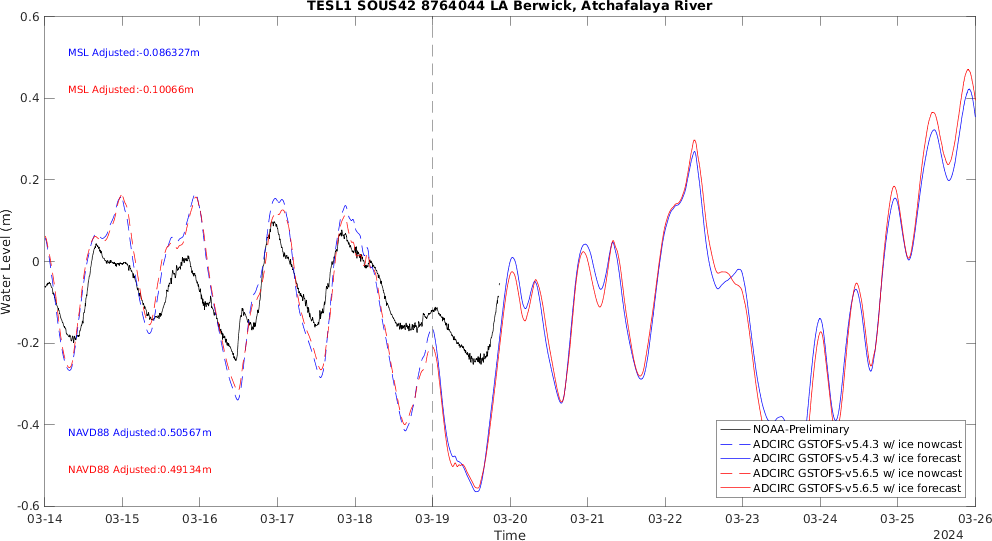 TESL1 SOUS42 8764044 LA Berwick, Atchafalaya River
0.6
0.4
0.2
0
-0.2
-0.4
-0.6
Water Level (m)
MSL Adjusted:-0.086327m
MSL Adjusted:-0.10066m
NAVD88 Adjusted:0.50567m
NAVD88 Adjusted:0.49134m
NOAA-Preliminary
ADCIRC GSTOFS-v5.4.3 w/ ice nowcast
ADCIRC GSTOFS-v5.4.3 w/ ice forecast
ADCIRC GSTOFS-v5.6.5 w/ ice nowcast
ADCIRC GSTOFS-v5.6.5 w/ ice forecast
03-14 03-15 03-16 03-17 03-18 03-19 03-20 03-21 03-22 03-23 03-24 03-25 03-26
Time
2024